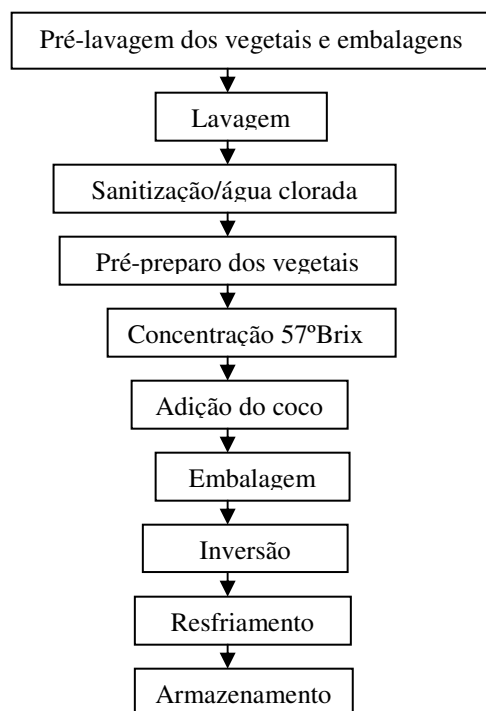 Pré-lavagem dos vegetais e embalagens
Lavagem
Sanitização/água clorada
Pré-preparo dos vegetais
Concentração 57ºBrix
Adição do coco
Embalagem
Inversão
Resfriamento
Armazenamento